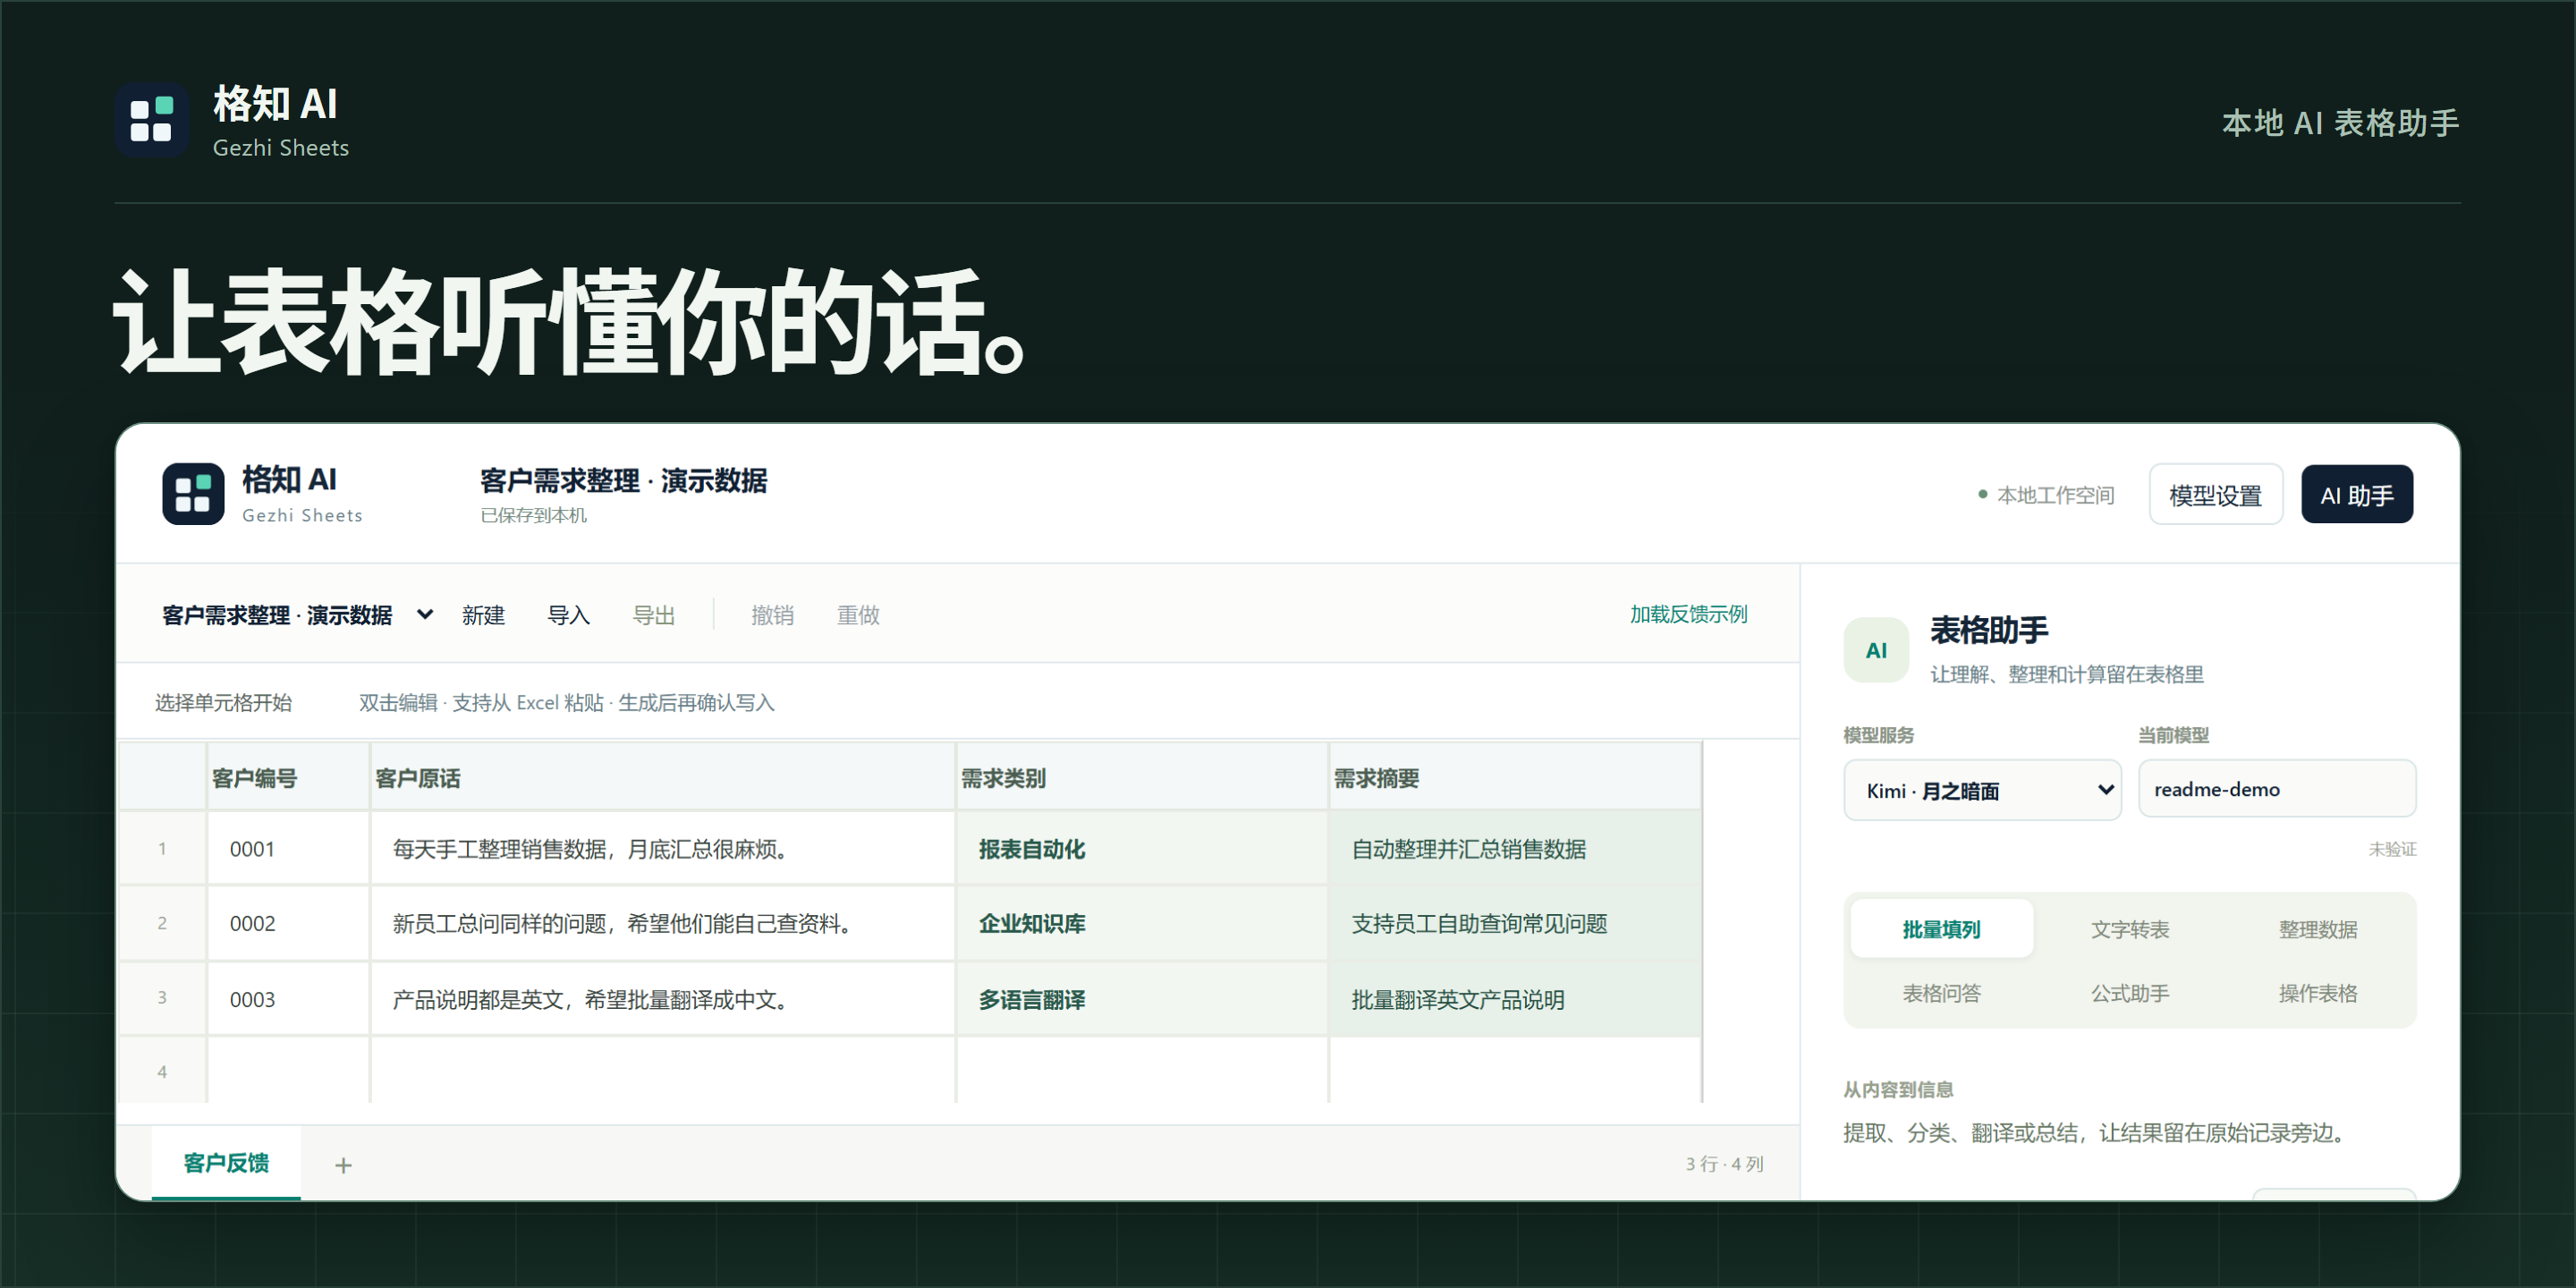 格知 AI
Gezhi Sheets
本地 AI 表格助手
让表格听懂你的话。
格知 AI
Gezhi Sheets
客户需求整理 · 演示数据
已保存到本机
本地工作空间
模型设置
AI 助手
客户需求整理 · 演示数据
新建
导入
导出
撤销
重做
加载反馈示例
选择单元格开始
双击编辑 · 支持从 Excel 粘贴 · 生成后再确认写入
客户编号
客户原话
需求类别
需求摘要
1
0001
每天手工整理销售数据，月底汇总很麻烦。
报表自动化
自动整理并汇总销售数据
2
0002
新员工总问同样的问题，希望他们能自己查资料。
企业知识库
支持员工自助查询常见问题
3
0003
产品说明都是英文，希望批量翻译成中文。
多语言翻译
批量翻译英文产品说明
4
客户反馈
+
3 行 · 4 列
AI
表格助手
让理解、整理和计算留在表格里
模型服务
当前模型
Kimi · 月之暗面
readme-demo
未验证
批量填列
文字转表
整理数据
表格问答
公式助手
操作表格
从内容到信息
提取、分类、翻译或总结，让结果留在原始记录旁边。